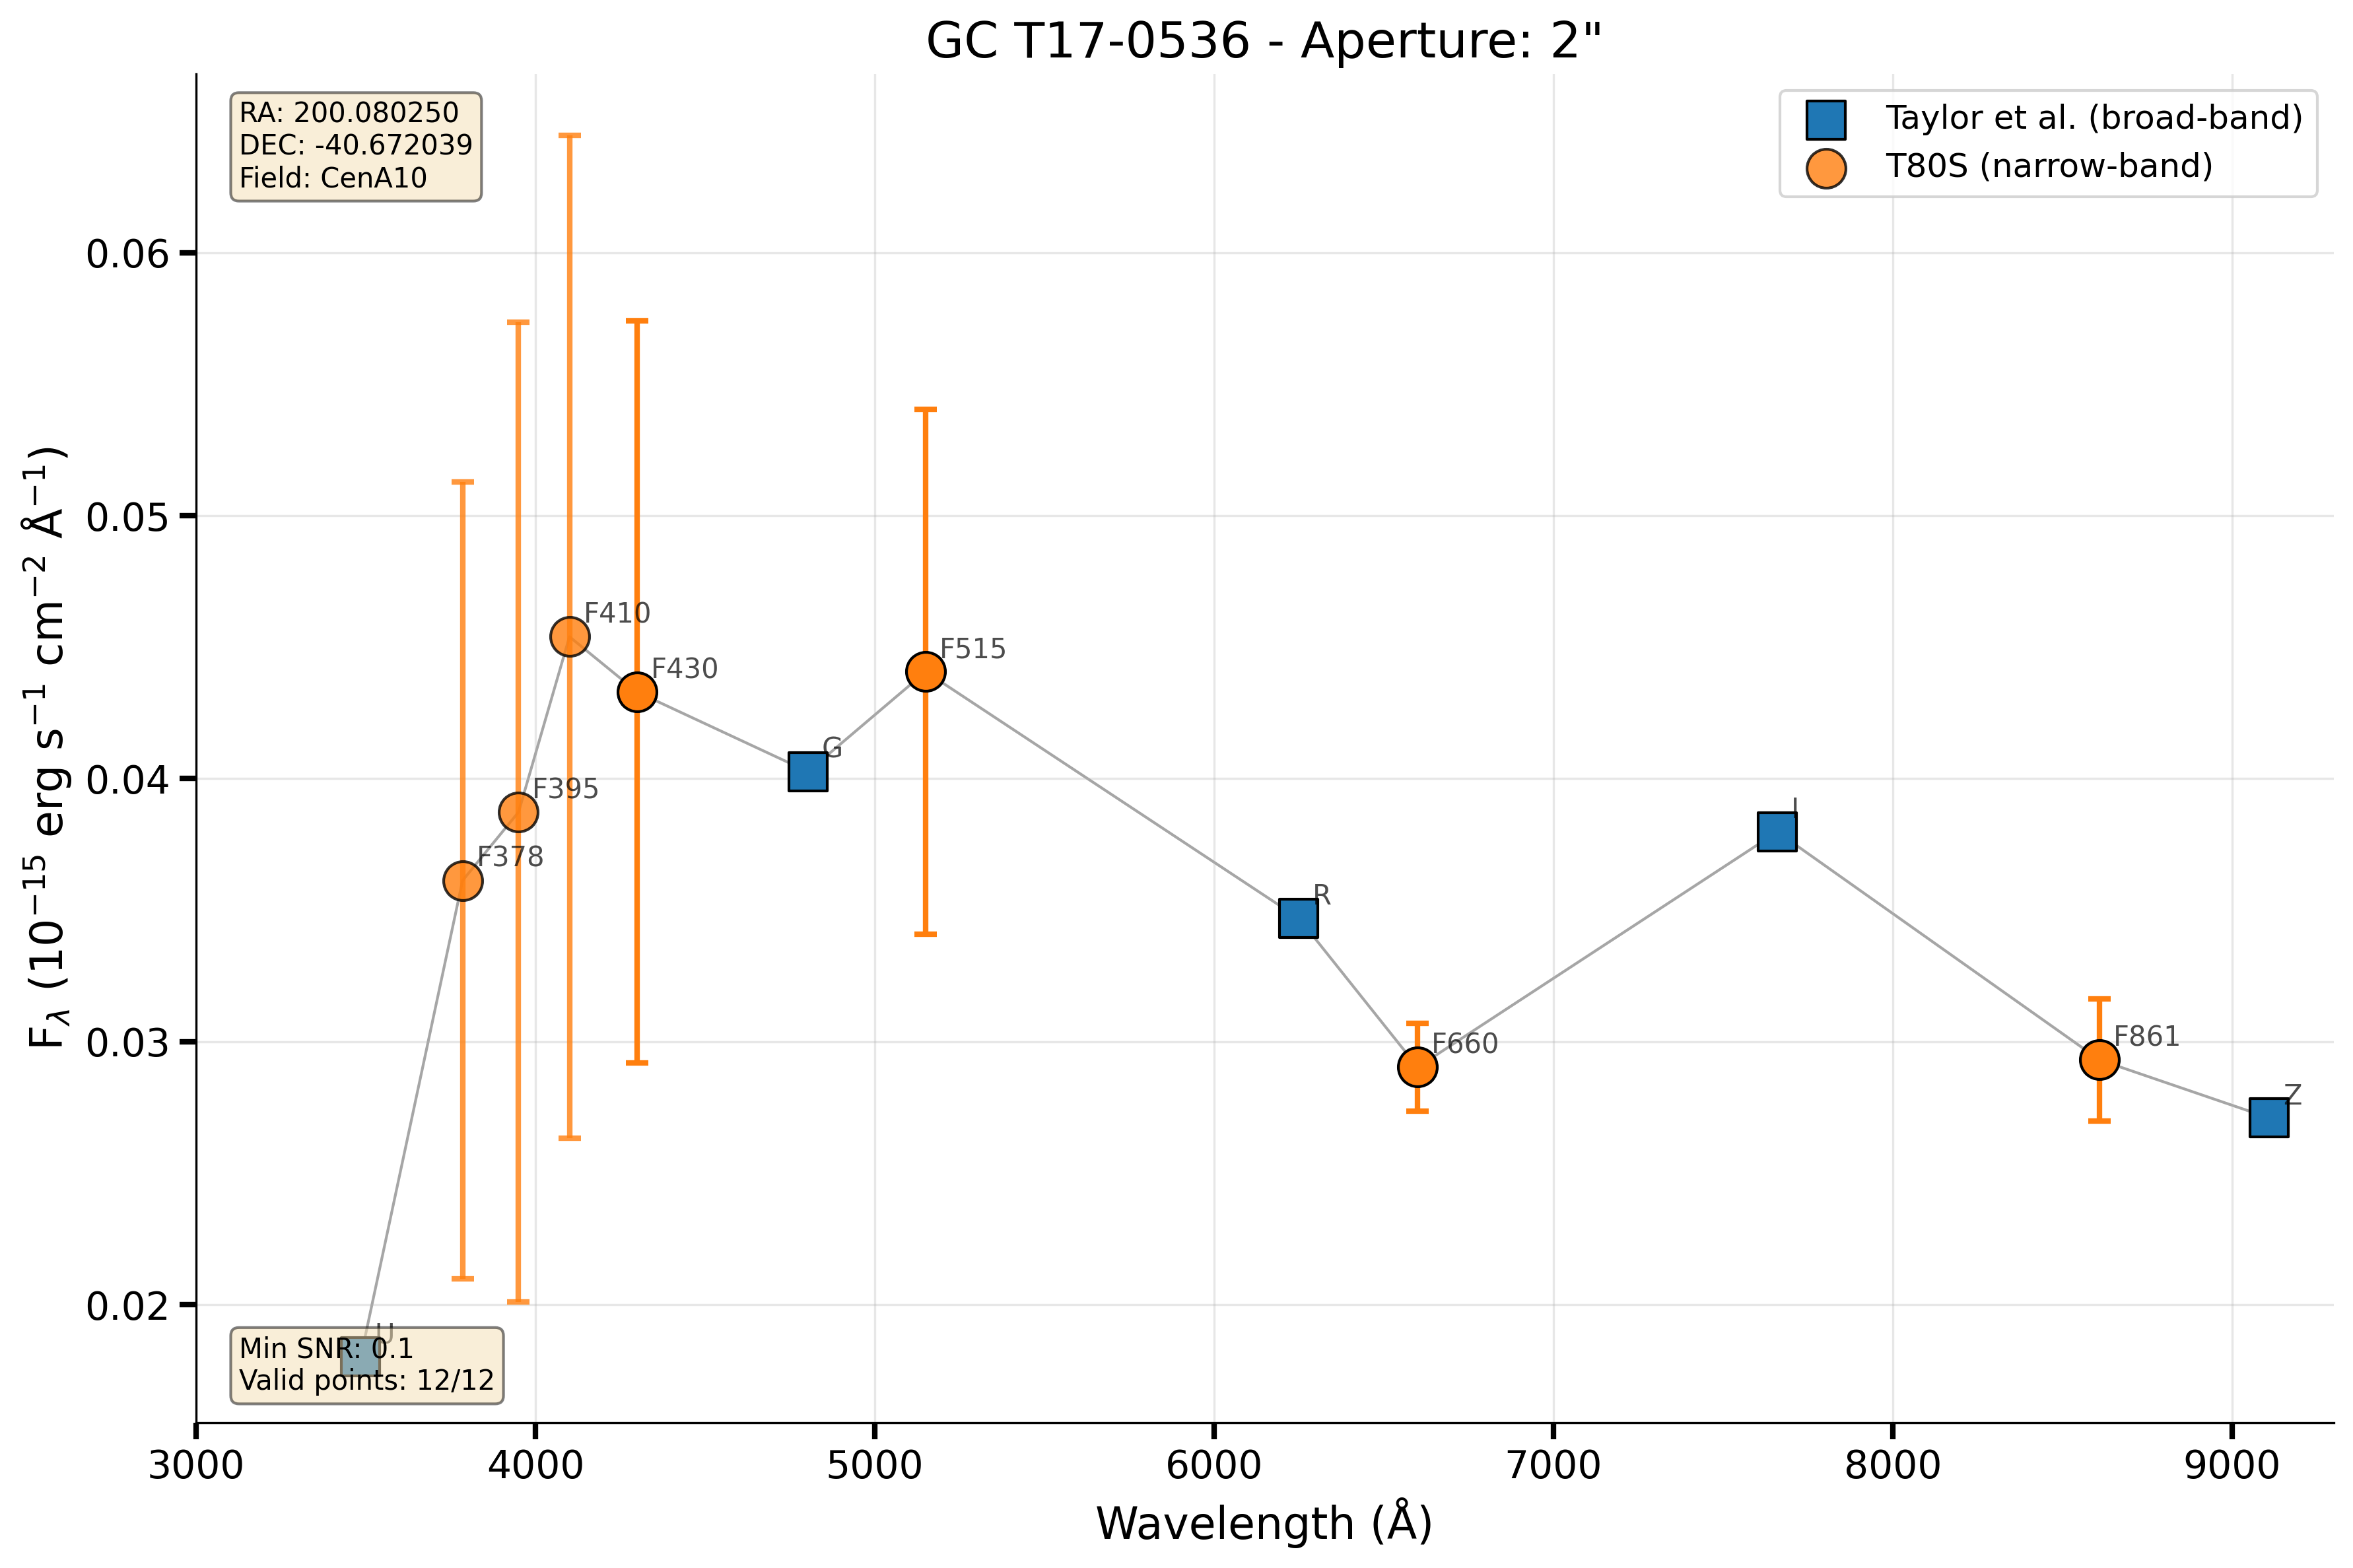 GC T17-0536 - Aperture: 2"
RA: 200.080250
DEC: -40.672039
Field: CenA10
Taylor et al. (broad-band)
T80S (narrow-band)
F_λ (10⁻¹⁵ erg s⁻¹ cm⁻² Å⁻¹)
0.06
0.05
0.04
0.03
0.02
F410
F515
F430
G
F395
I
F378
R
F660
F861
Z
U
Min SNR: 0.1
Valid points: 12/12
3000 4000 5000 6000 7000 8000 9000
Wavelength (Å)